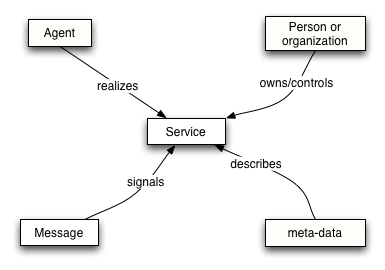 Agent
Person or
organization
realizes
owns/controls
Service
signals
describes
Message
meta-data